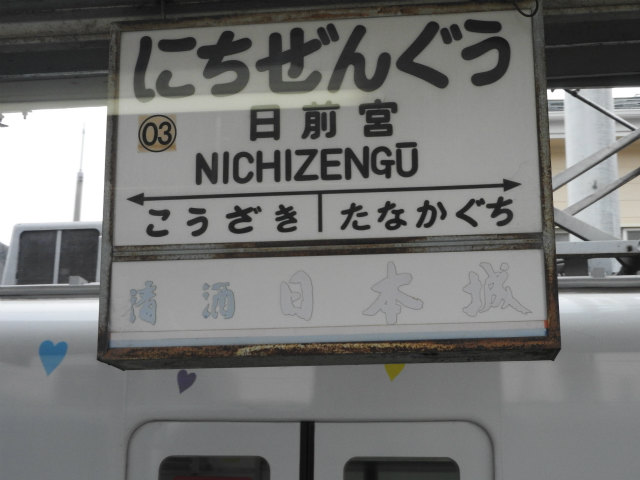 にちぜんぐう
03
日前宮
NICHIZENGŪ
こうざき たなかぐち
清酒 日本城